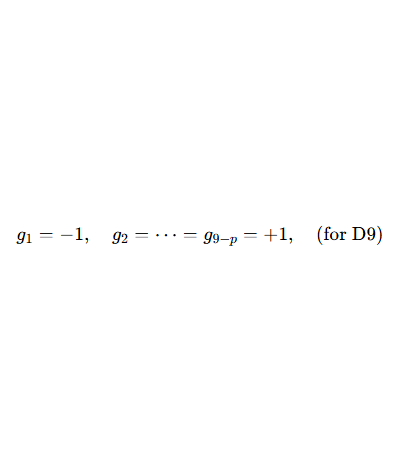 g₁ = −1, g₂ = ⋯ = g₉₋ₚ = +1, (for D9)